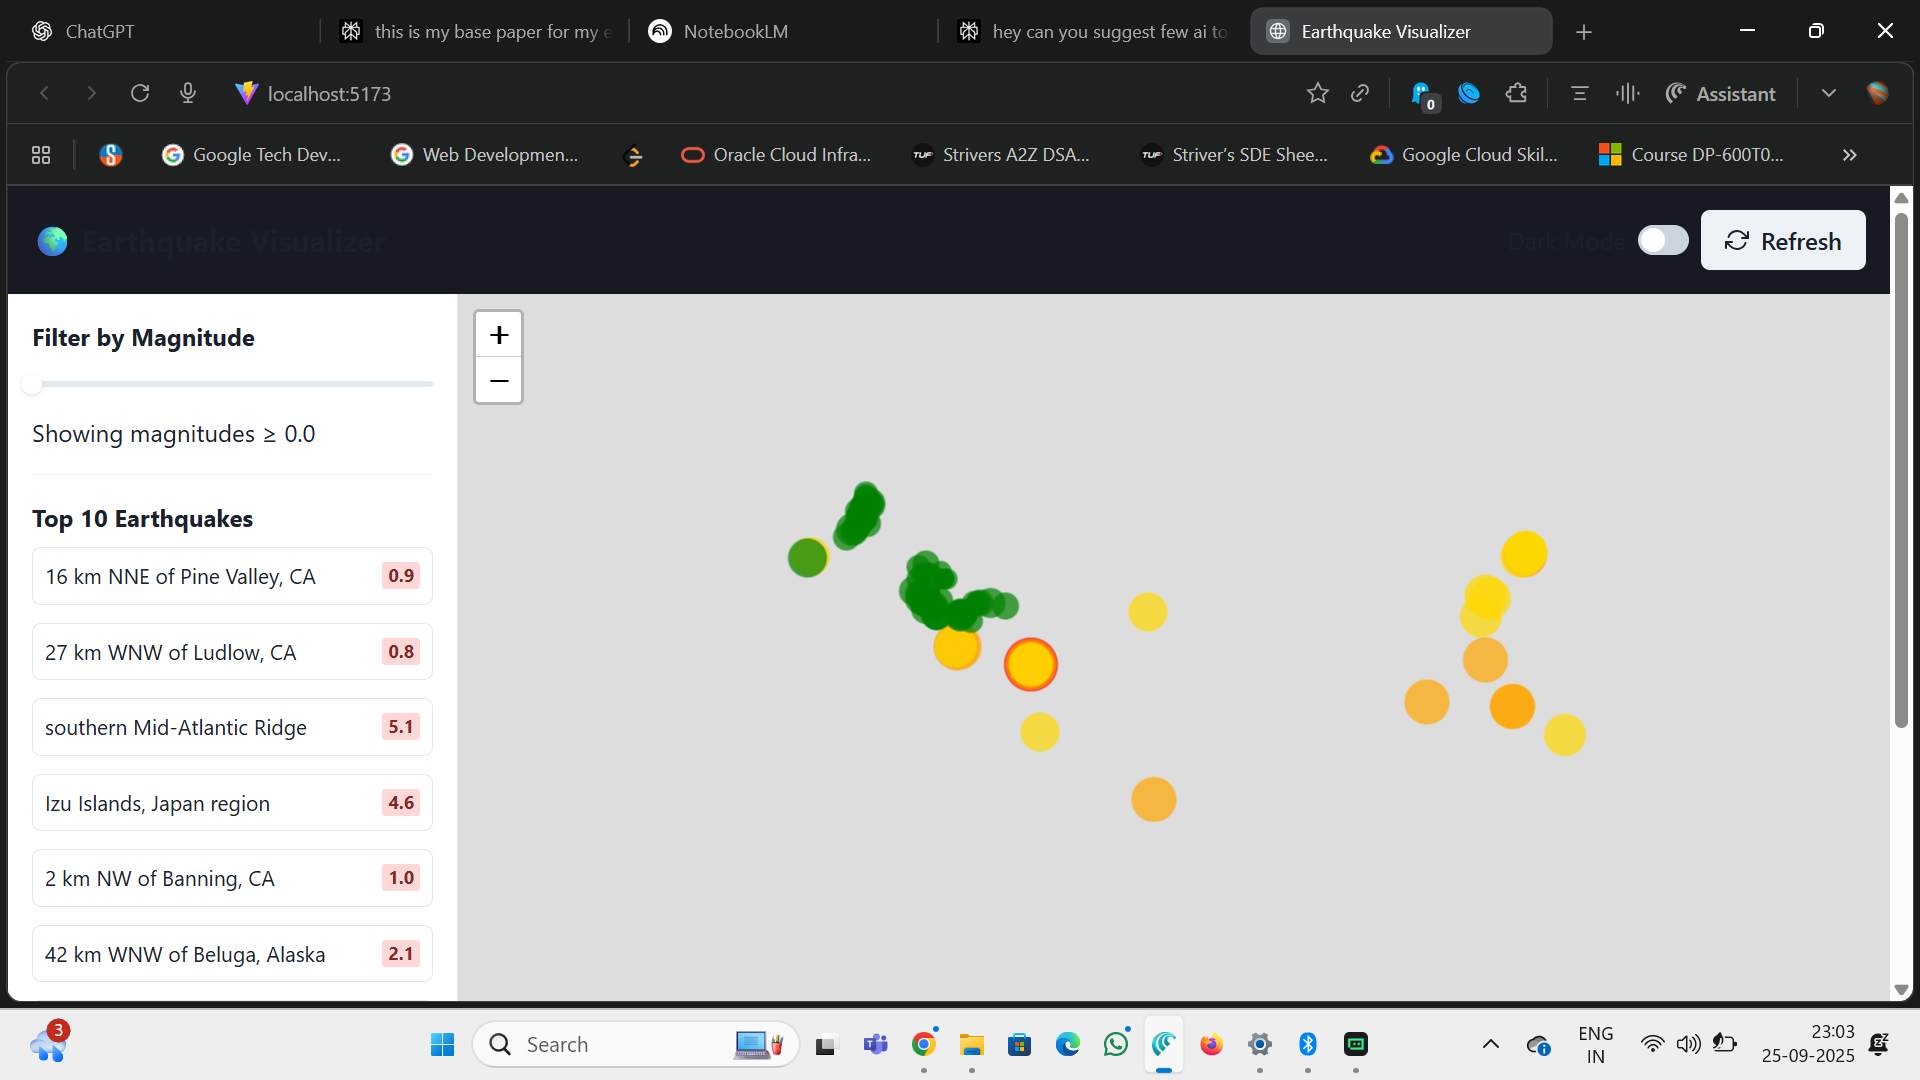 ChatGPT
this is my base paper for my e
NotebookLM
hey can you suggest few ai to
Earthquake Visualizer
localhost:5173
0
Assistant
Google Tech Dev...
Web Developmen...
Oracle Cloud Infra...
TUF
Strivers A2Z DSA...
TUF
Striver's SDE Shee...
Google Cloud Skil...
Course DP-600T0...
Earthquake Visualizer
Dark Mode
Refresh
Filter by Magnitude
Showing magnitudes ≥ 0.0
Top 10 Earthquakes
16 km NNE of Pine Valley, CA 0.9
27 km WNW of Ludlow, CA 0.8
southern Mid-Atlantic Ridge 5.1
Izu Islands, Japan region 4.6
2 km NW of Banning, CA 1.0
42 km WNW of Beluga, Alaska 2.1
+
−
3
Search
ENG
IN
23:03
25-09-2025